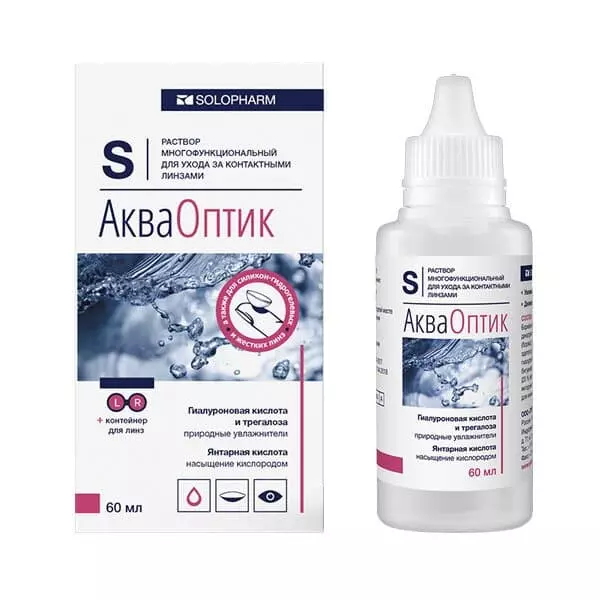 SOLOPHARM
S
РАСТВОР
МНОГОФУНКЦИОНАЛЬНЫЙ
ДЛЯ УХОДА ЗА КОНТАКТНЫМИ
ЛИНЗАМИ
АкваОптик
а также для силикон-гидрогелевых
и жестких линз
L R
+ контейнер
для линз
Гиалуроновая кислота
и трегалоза
природные увлажнители
Янтарная кислота
насыщение кислородом
60 мл
S
РАСТВОР
МНОГОФУНКЦИОНАЛЬНЫЙ
ДЛЯ УХОДА ЗА КОНТАКТНЫМИ
ЛИНЗАМИ
АкваОптик
Гиалуроновая кислота
и трегалоза
природные увлажнители
Янтарная кислота
насыщение кислородом
60 мл